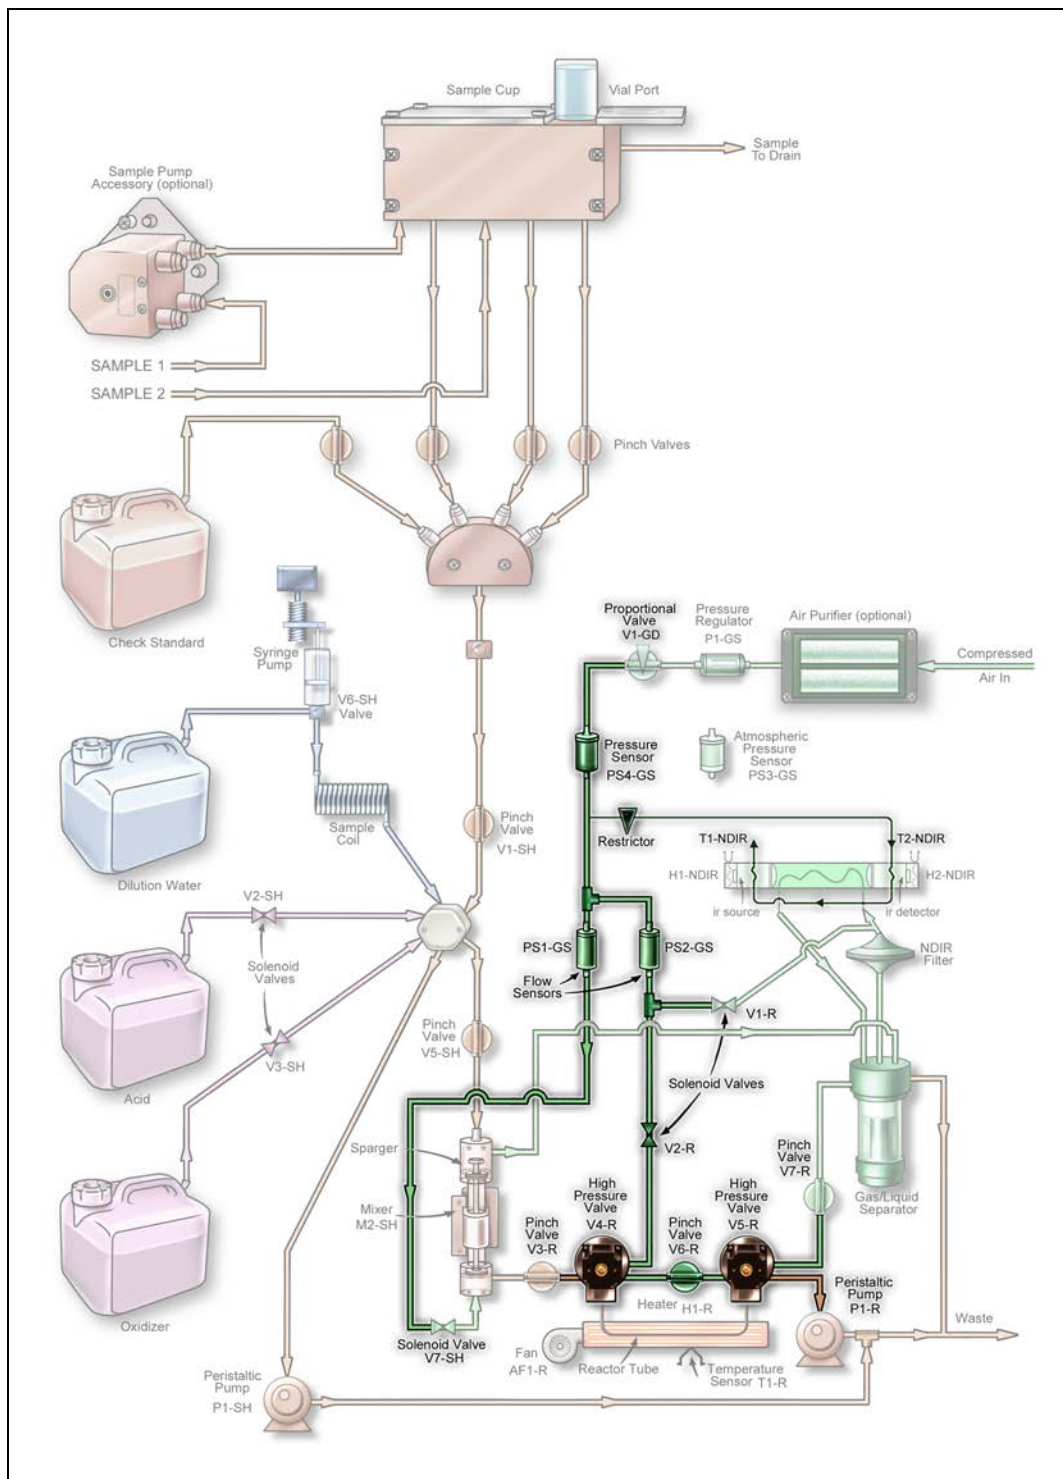 Sample Cup
Vial Port
Sample
To Drain
Sample Pump
Accessory (optional)
SAMPLE 1
SAMPLE 2
Pinch Valves
Check Standard
Syringe
Pump
V6-SH
Valve
Proportional
Valve
V1-GD
Pressure
Regulator
P1-GS
Air Purifier (optional)
Compressed
Air In
Pressure
Sensor
PS4-GS
Atmospheric
Pressure
Sensor
PS3-GS
Dilution Water
Sample
Coil
Pinch
Valve
V1-SH
Restrictor
T1-NDIR
T2-NDIR
H1-NDIR
H2-NDIR
ir source
ir detector
V2-SH
Solenoid
Valves
V3-SH
Acid
PS1-GS
PS2-GS
Flow
Sensors
NDIR
Filter
V1-R
Pinch
Valve
V5-SH
Solenoid Valves
Sparger
V2-R
Mixer
M2-SH
Pinch
Valve
V7-R
Gas/Liquid
Separator
Pinch
Valve
V3-R
High
Pressure
Valve
V4-R
Pinch
Valve
V6-R
High
Pressure
Valve
V5-R
Peristaltic
Pump
P1-R
Oxidizer
Heater
H1-R
Waste
Solenoid Valve
V7-SH
Fan
AF1-R
Reactor Tube
Temperature
Sensor T1-R
Peristaltic
Pump
P1-SH